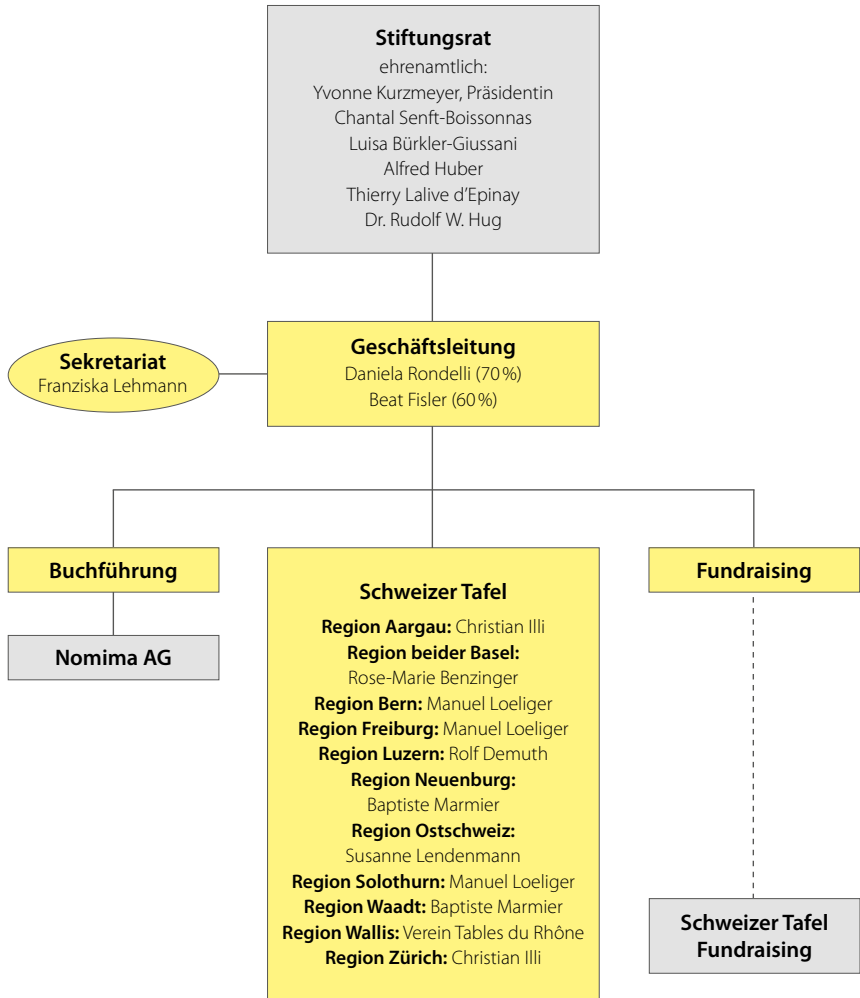 Stiftungsrat
ehrenamtlich:
Yvonne Kurzmeyer, Präsidentin
Chantal Senft-Boissonnas
Luisa Bürkler-Giussani
Alfred Huber
Thierry Lalive d’Epinay
Dr. Rudolf W. Hug
Sekretariat
Franziska Lehmann
Geschäftsleitung
Daniela Rondelli (70 %)
Beat Fisler (60 %)
Buchführung
Nomima AG
Schweizer Tafel
Region Aargau: Christian Illi
Region beider Basel:
Rose-Marie Benzinger
Region Bern: Manuel Loeliger
Region Freiburg: Manuel Loeliger
Region Luzern: Rolf Demuth
Region Neuenburg:
Baptiste Marmier
Region Ostschweiz:
Susanne Lendenmann
Region Solothurn: Manuel Loeliger
Region Waadt: Baptiste Marmier
Region Wallis: Verein Tables du Rhône
Region Zürich: Christian Illi
Fundraising
Schweizer Tafel
Fundraising